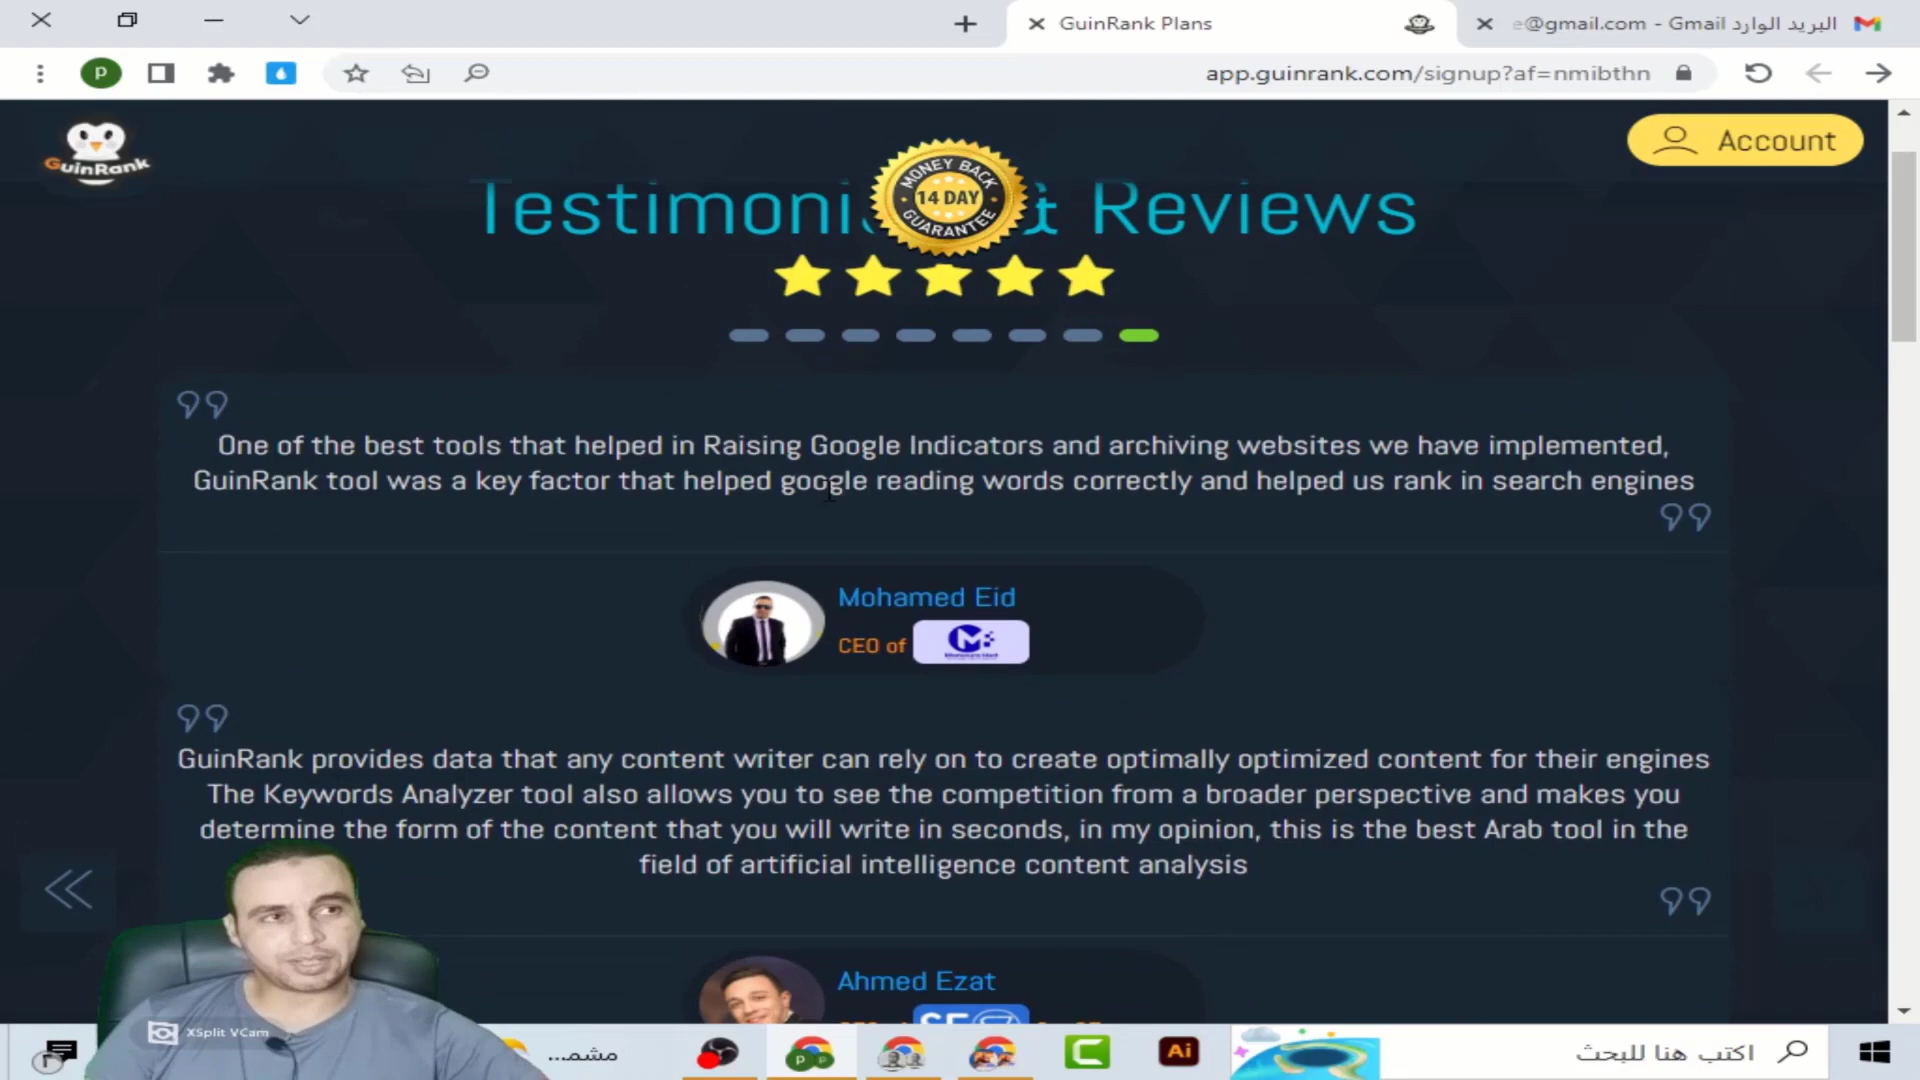 GuinRank Plans
e@gmail.com - Gmail البريد الوارد
P
app.guinrank.com/signup?af=nmibthn
GuinRank
Account
MONEY BACK
14 DAY
GUARANTEE
Testimoni & Reviews
One of the best tools that helped in Raising Google Indicators and archiving websites we have implemented,
GuinRank tool was a key factor that helped google reading words correctly and helped us rank in search engines
Mohamed Eid
CEO of
GuinRank provides data that any content writer can rely on to create optimally optimized content for their engines
The Keywords Analyzer tool also allows you to see the competition from a broader perspective and makes you
determine the form of the content that you will write in seconds, in my opinion, this is the best Arab tool in the
field of artificial intelligence content analysis
Ahmed Ezat
XSplit VCam
مشم...
Ai
اكتب هنا للبحث